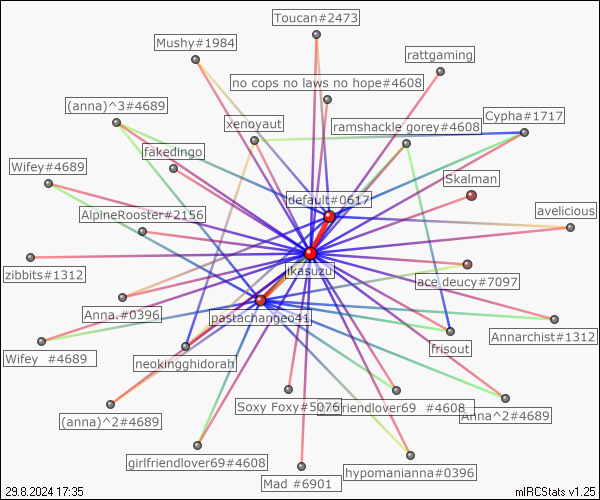 Toucan#2473
Mushy#1984
rattgaming
no cops no laws no hope#4608
(anna)^3#4689
Cypha#1717
xenoyaut
ramshackle gorey#4608
fakedingo
Wifey#4689
Skalman
default#0617
AlpineRooster#2156
avelicious
zibbits#1312
ikasuzu
ace deucy#7097
Anna.#0396
pastachangeo41
Annarchist#1312
Wifey #4689
frisout
neokingghidorah
Soxy Foxy#5076
friendlover69 #4608
(anna)^2#4689
Anna^2#4689
girlfriendlover69#4608
hypomanianna#0396
Mad #6901
29.8.2024 17:35
mIRCStats v1.25